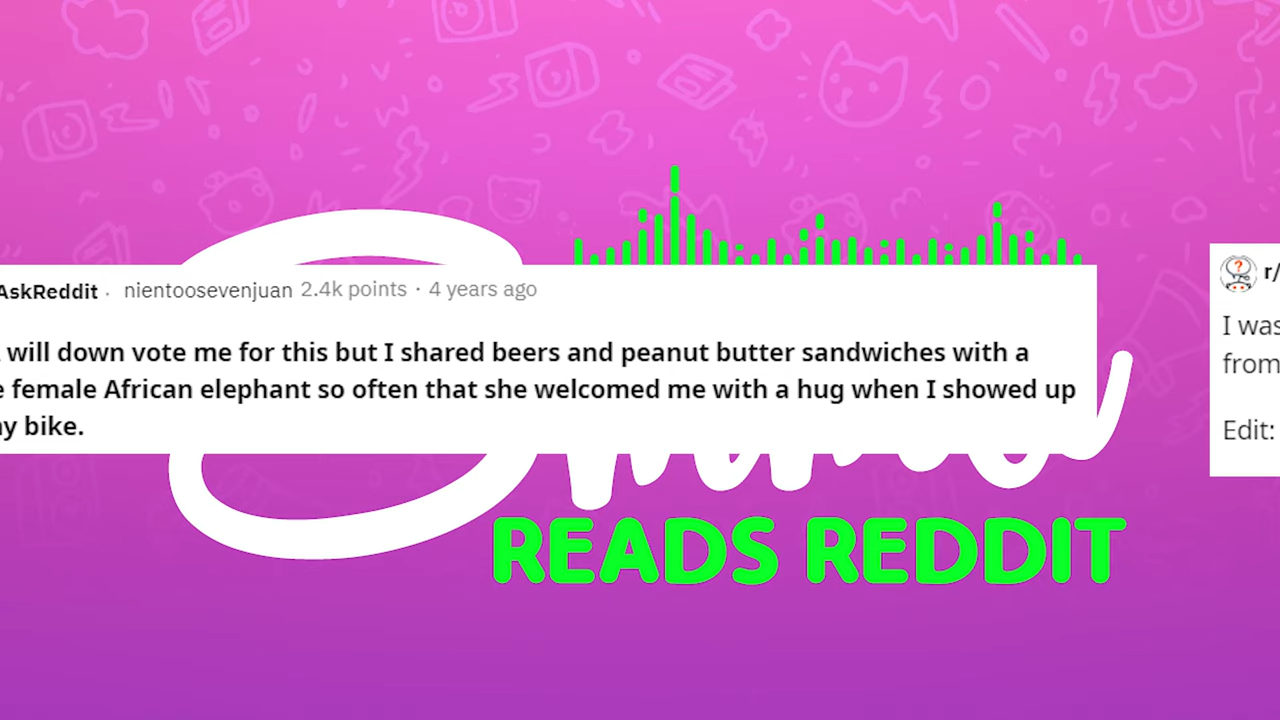 AskReddit · nientoosevenjuan 2.4k points · 4 years ago
will down vote me for this but I shared beers and peanut butter sandwiches with a
female African elephant so often that she welcomed me with a hug when I showed up
bike.
r/
I was
from
Edit:
READS REDDIT